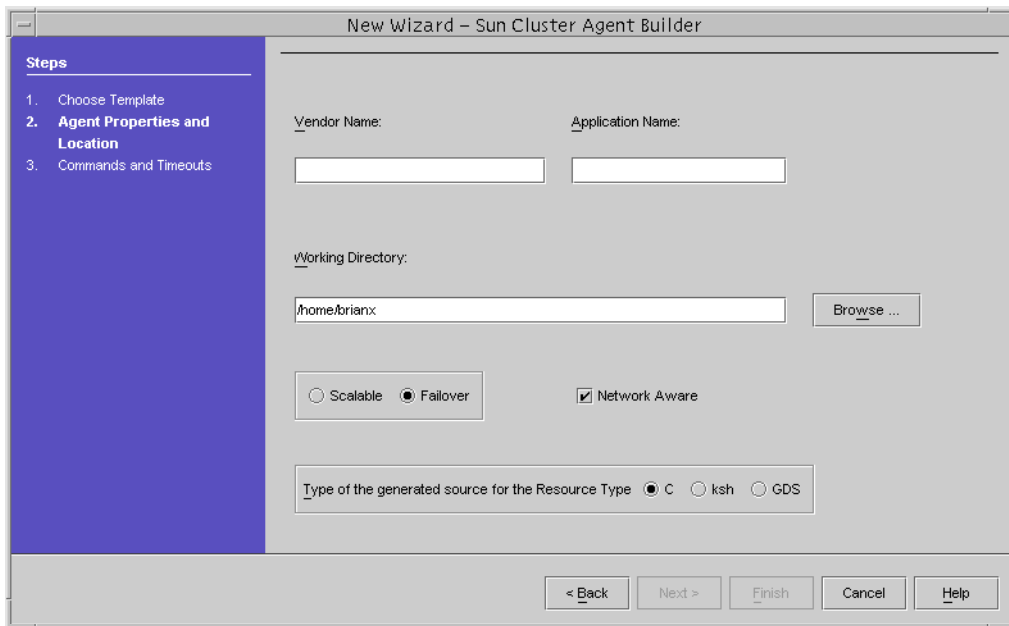 New Wizard – Sun Cluster Agent Builder
Steps
1. Choose Template
2. Agent Properties and
Location
3. Commands and Timeouts
Vendor Name: Application Name:
Working Directory:
/home/brianx Browse ...
Scalable Failover Network Aware
Type of the generated source for the Resource Type C ksh GDS
< Back Next > Finish Cancel Help